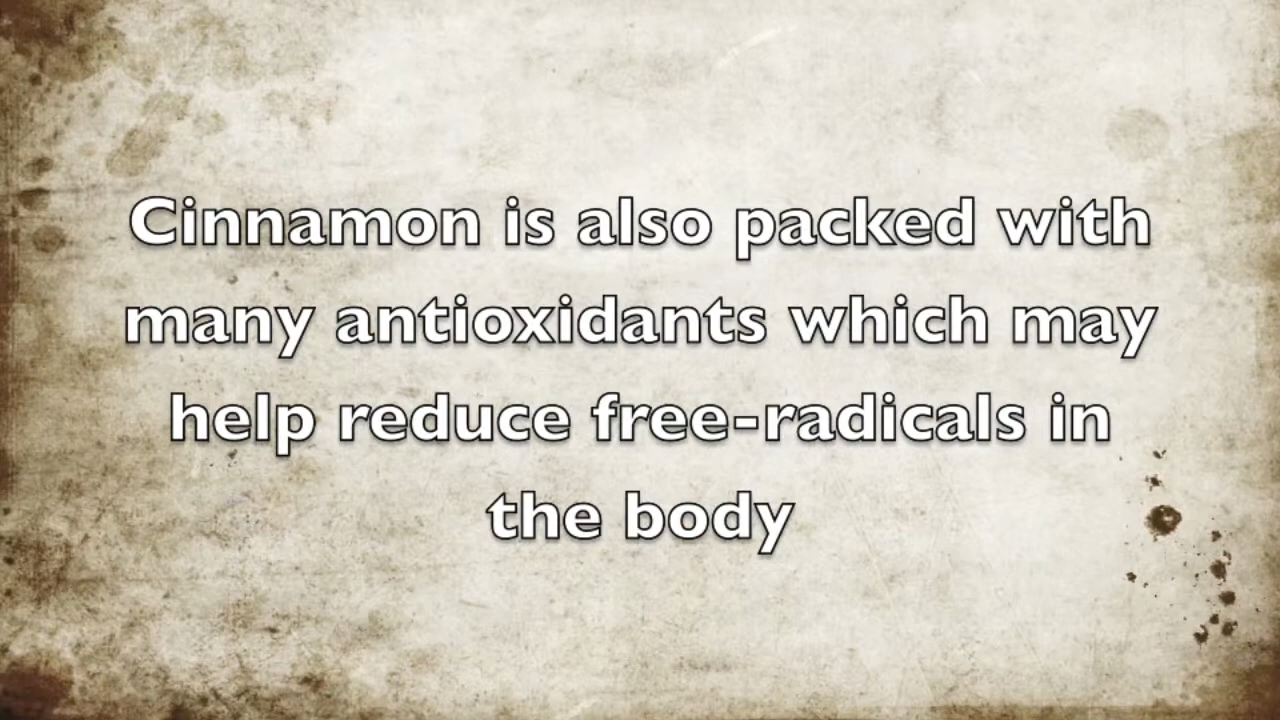 Cinnamon is also packed with
many antioxidants which may
help reduce free-radicals in
the body